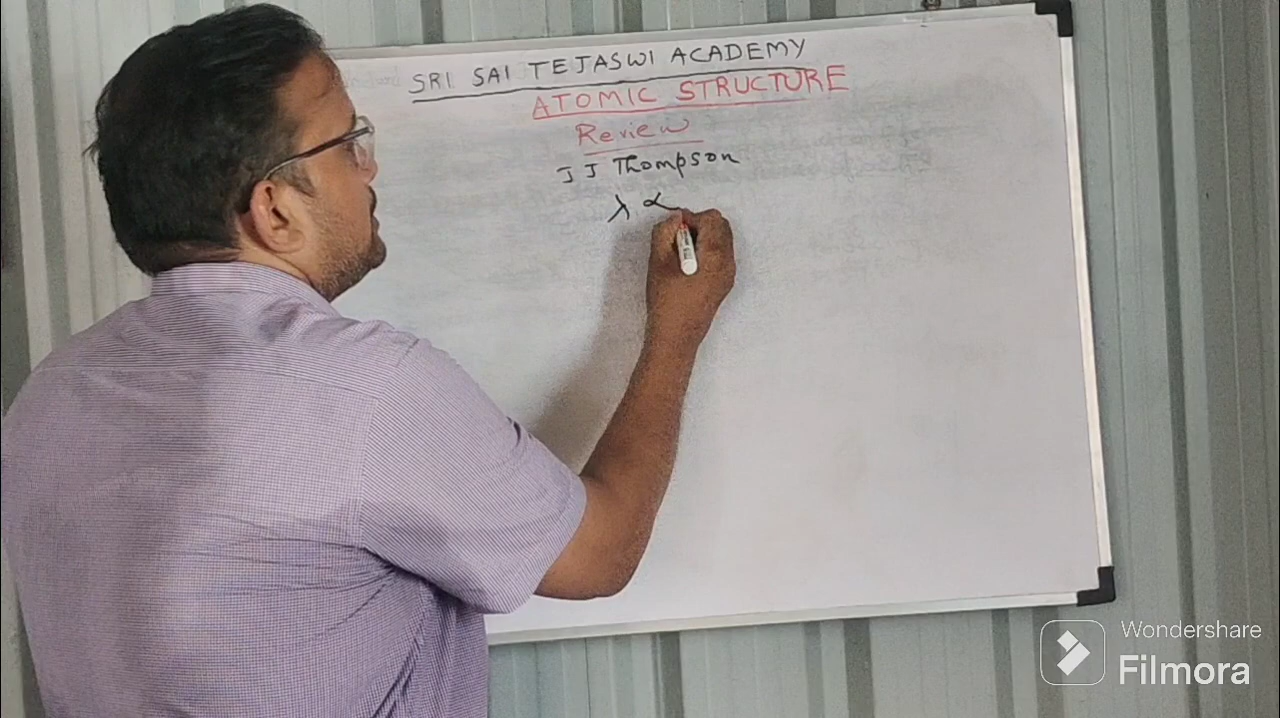 SRI SAI TEJASWI ACADEMY
ATOMIC STRUCTURE
Review
J J Thompson
λ ∝
Wondershare
Filmora